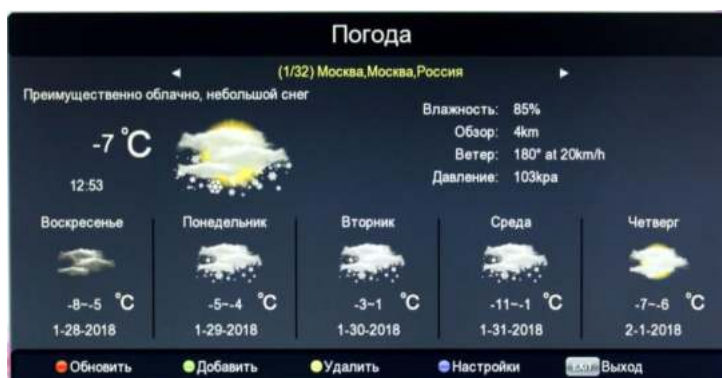 Погода
(1/32) Москва,Москва,Россия
Преимущественно облачно, небольшой снег
-7 °C
12:53
Влажность: 85%
Обзор: 4km
Ветер: 180° at 20km/h
Давление: 103kpa
Воскресенье Понедельник Вторник Среда Четверг
-8~-5 °C -5~-4 °C -3~1 °C -11~-1 °C -7~-6 °C
1-28-2018 1-29-2018 1-30-2018 1-31-2018 2-1-2018
Обновить Добавить Удалить Настройки EXIT Выход